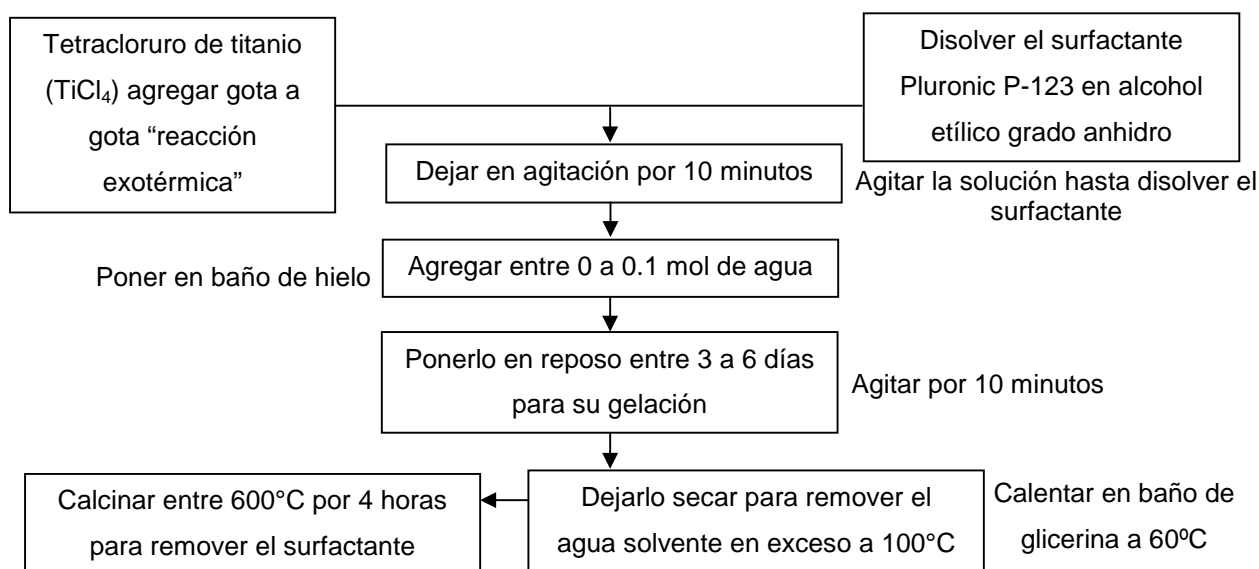 Tetracloruro de titanio
(TiCl₄) agregar gota a
gota “reacción
exotérmica”
Disolver el surfactante
Pluronic P-123 en alcohol
etílico grado anhidro
Dejar en agitación por 10 minutos
Agitar la solución hasta disolver el
surfactante
Poner en baño de hielo
Agregar entre 0 a 0.1 mol de agua
Ponerlo en reposo entre 3 a 6 días
para su gelación
Agitar por 10 minutos
Calcinar entre 600°C por 4 horas
para remover el surfactante
Dejarlo secar para remover el
agua solvente en exceso a 100°C
Calentar en baño de
glicerina a 60ºC